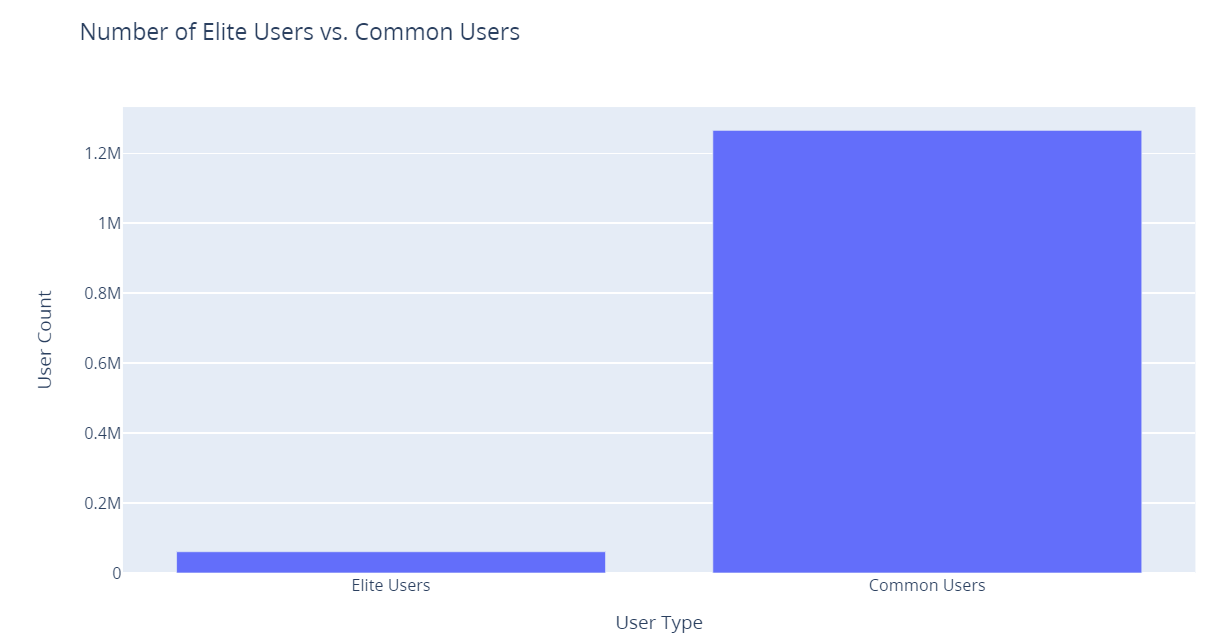 Number of Elite Users vs. Common Users
1.2M
1M
0.8M
0.6M
0.4M
0.2M
0
User Count
Elite Users
Common Users
User Type